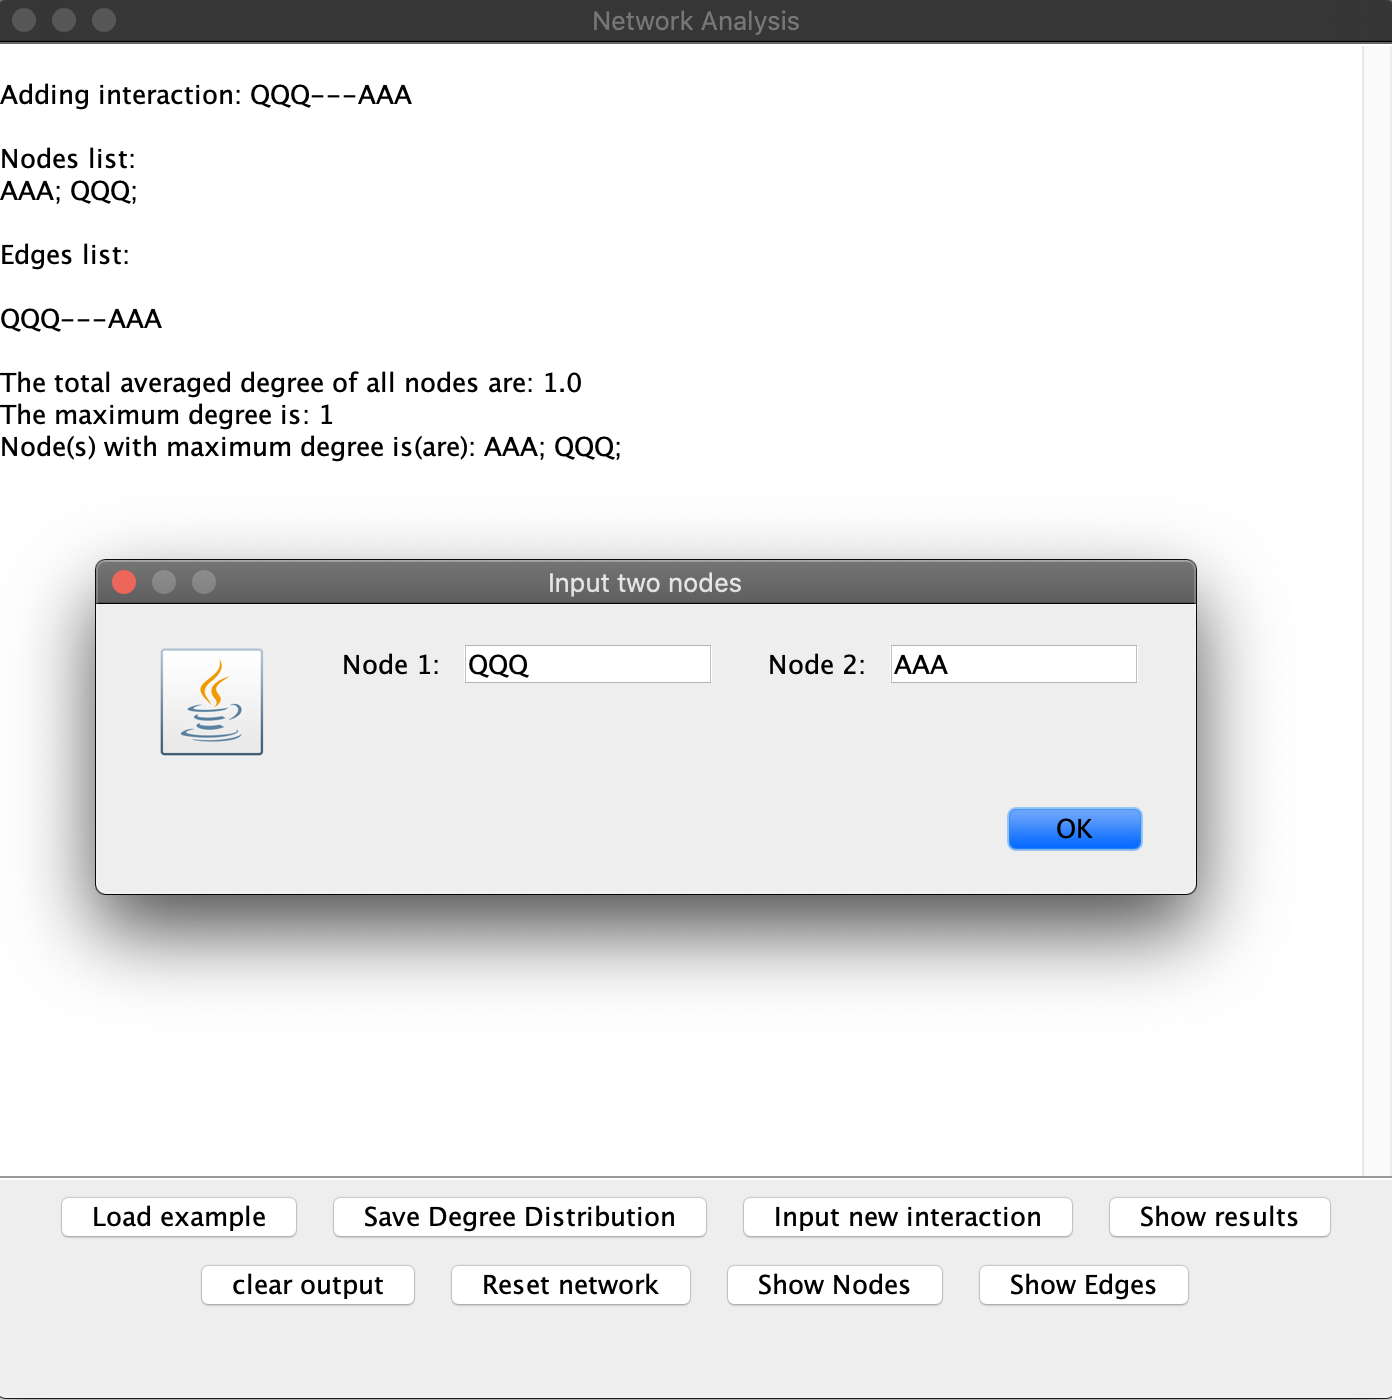 Network Analysis
Adding interaction: QQQ---AAA
Nodes list:
AAA; QQQ;
Edges list:
QQQ---AAA
The total averaged degree of all nodes are: 1.0
The maximum degree is: 1
Node(s) with maximum degree is(are): AAA; QQQ;
Input two nodes
Node 1: QQQ Node 2: AAA
OK
Load example Save Degree Distribution Input new interaction Show results
clear output Reset network Show Nodes Show Edges